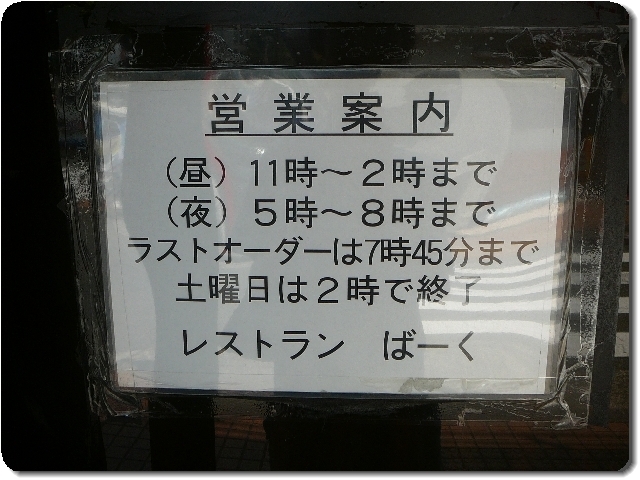 営業案内
（昼）11時～2時まで
（夜）5時～8時まで
ラストオーダーは7時45分まで
土曜日は2時で終了
レストラン　ばーく